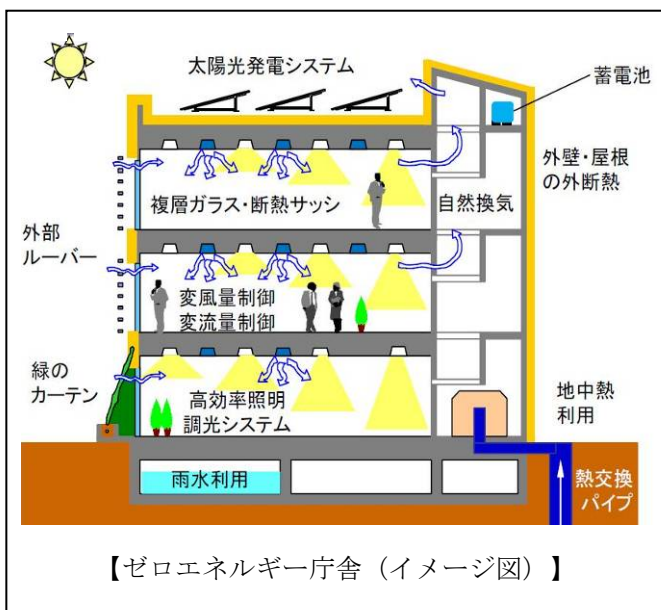 太陽光発電システム
蓄電池
外壁・屋根
の外断熱
複層ガラス・断熱サッシ
自然換気
外部
ルーバー
変風量制御
変流量制御
緑の
カーテン
高効率照明
調光システム
地中熱
利用
雨水利用
熱交換
パイプ
【ゼロエネルギー庁舎（イメージ図）】